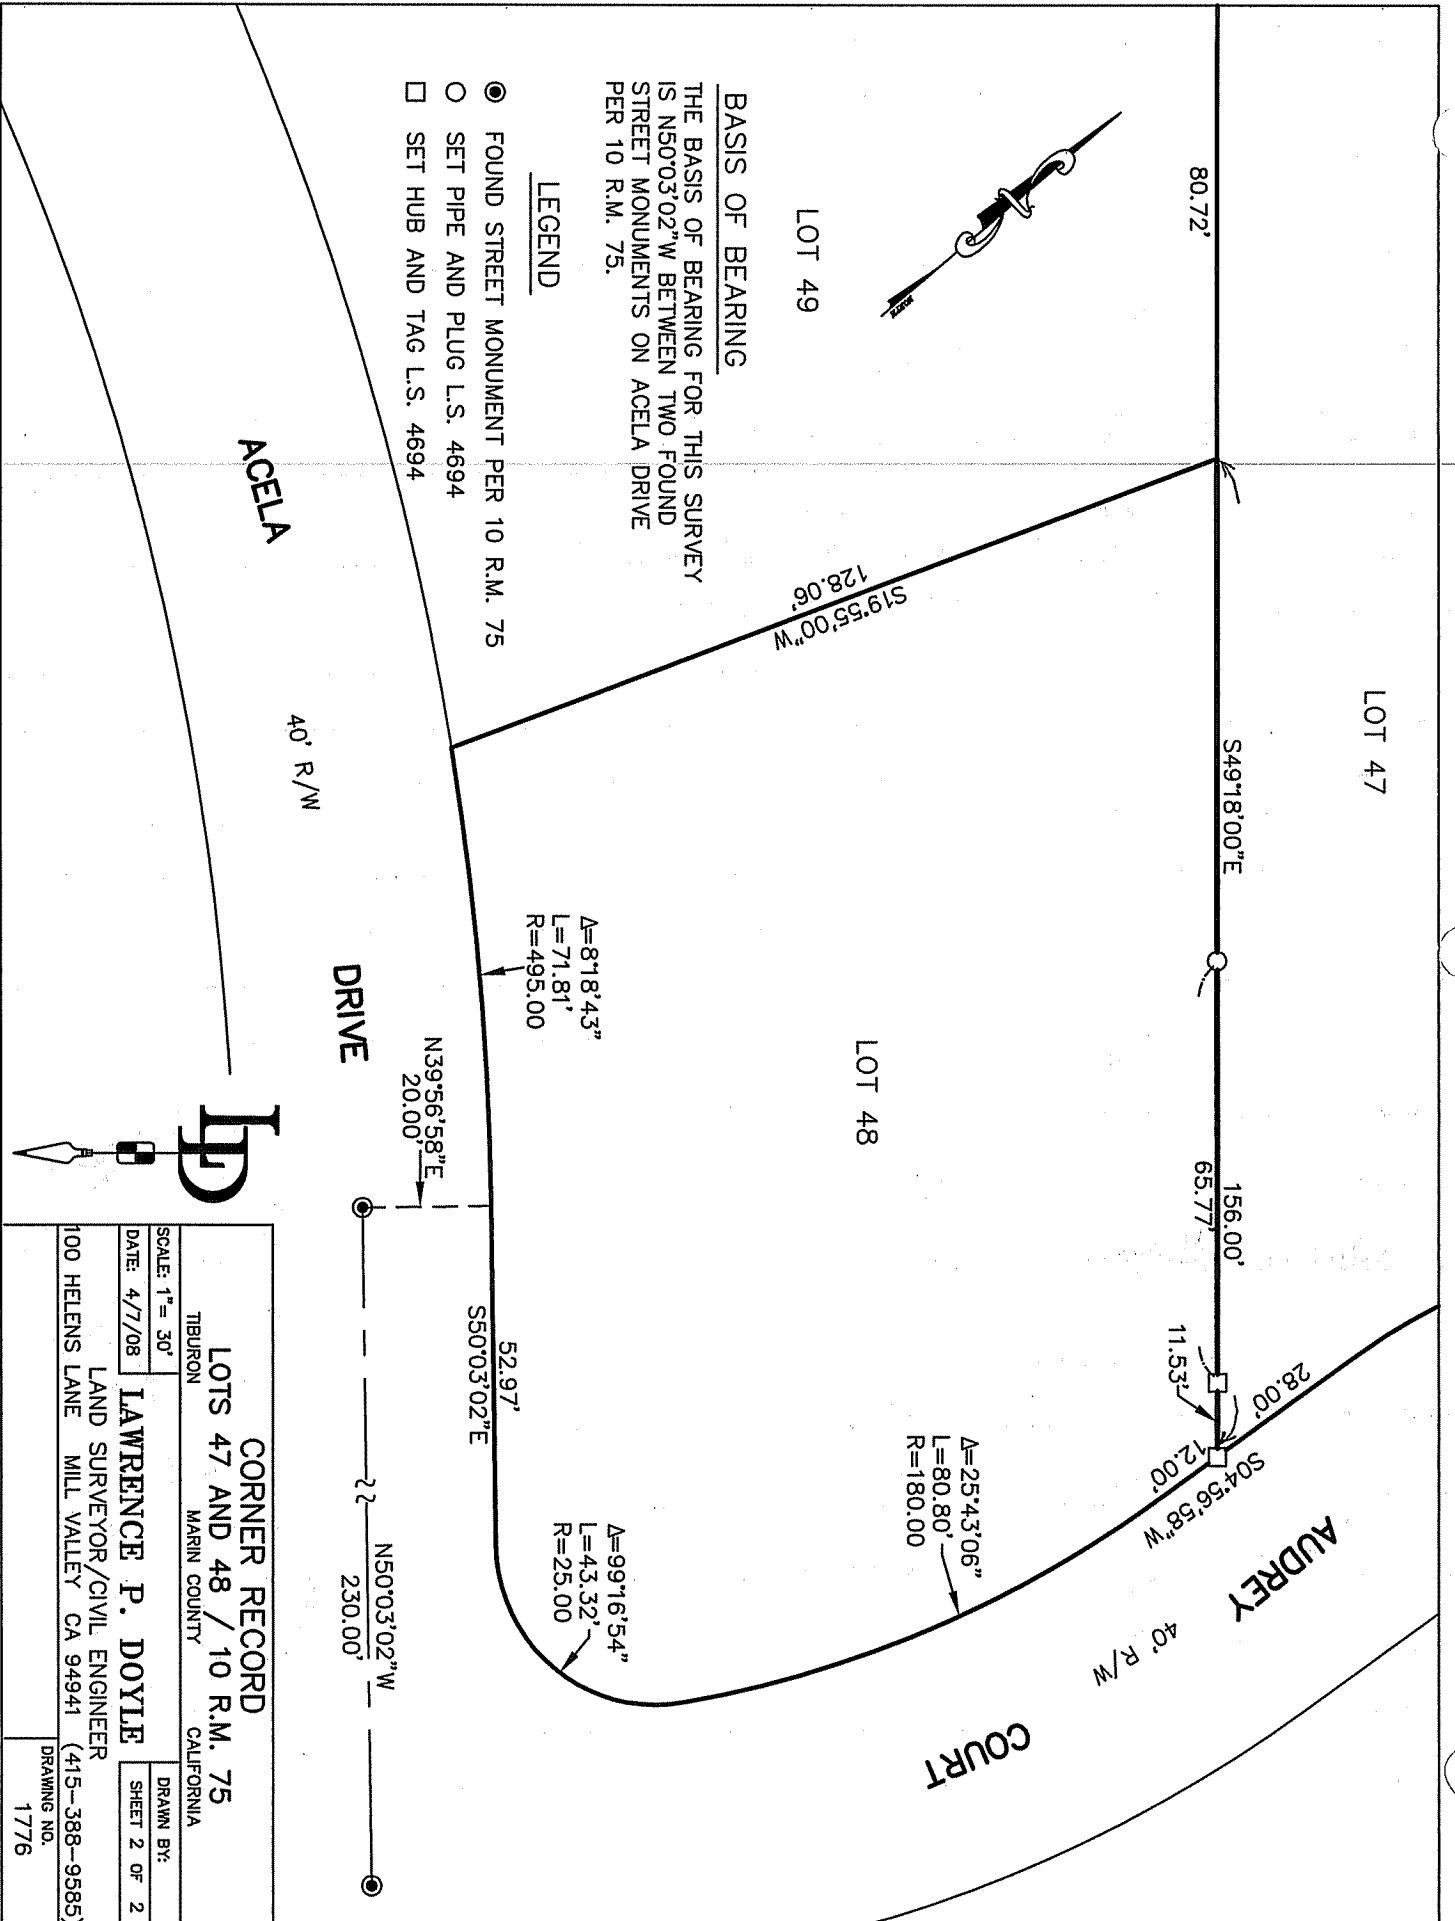 80.72'
LOT 47
S49°18'00"E
156.00'
65.77'
11.53'
28.00'
12.00'
S04°56'58"W
AUDREY
COURT
40' R/W
LOT 49
NORTH
S19°55'00"W
128.06'
LOT 48
Δ=25°43'06"
L=80.80'
R=180.00
BASIS OF BEARING
THE BASIS OF BEARING FOR THIS SURVEY
IS N50°03'02"W BETWEEN TWO FOUND
STREET MONUMENTS ON ACELA DRIVE
PER 10 R.M. 75.
LEGEND
FOUND STREET MONUMENT PER 10 R.M. 75
SET PIPE AND PLUG L.S. 4694
SET HUB AND TAG L.S. 4694
Δ=8°18'43"
L=71.81'
R=495.00
Δ=99°16'54"
L=43.32'
R=25.00
52.97'
S50°03'02"E
N39°56'58"E
20.00'
N50°03'02"W
230.00'
ACELA
DRIVE
40' R/W
LD
CORNER RECORD
LOTS 47 AND 48 / 10 R.M. 75
TIBURON MARIN COUNTY CALIFORNIA
SCALE: 1"= 30'
DRAWN BY:
DATE: 4/7/08
LAWRENCE P. DOYLE
SHEET 2 OF 2
LAND SURVEYOR/CIVIL ENGINEER
100 HELENS LANE MILL VALLEY CA 94941 (415-388-9585)
DRAWING NO.
1776